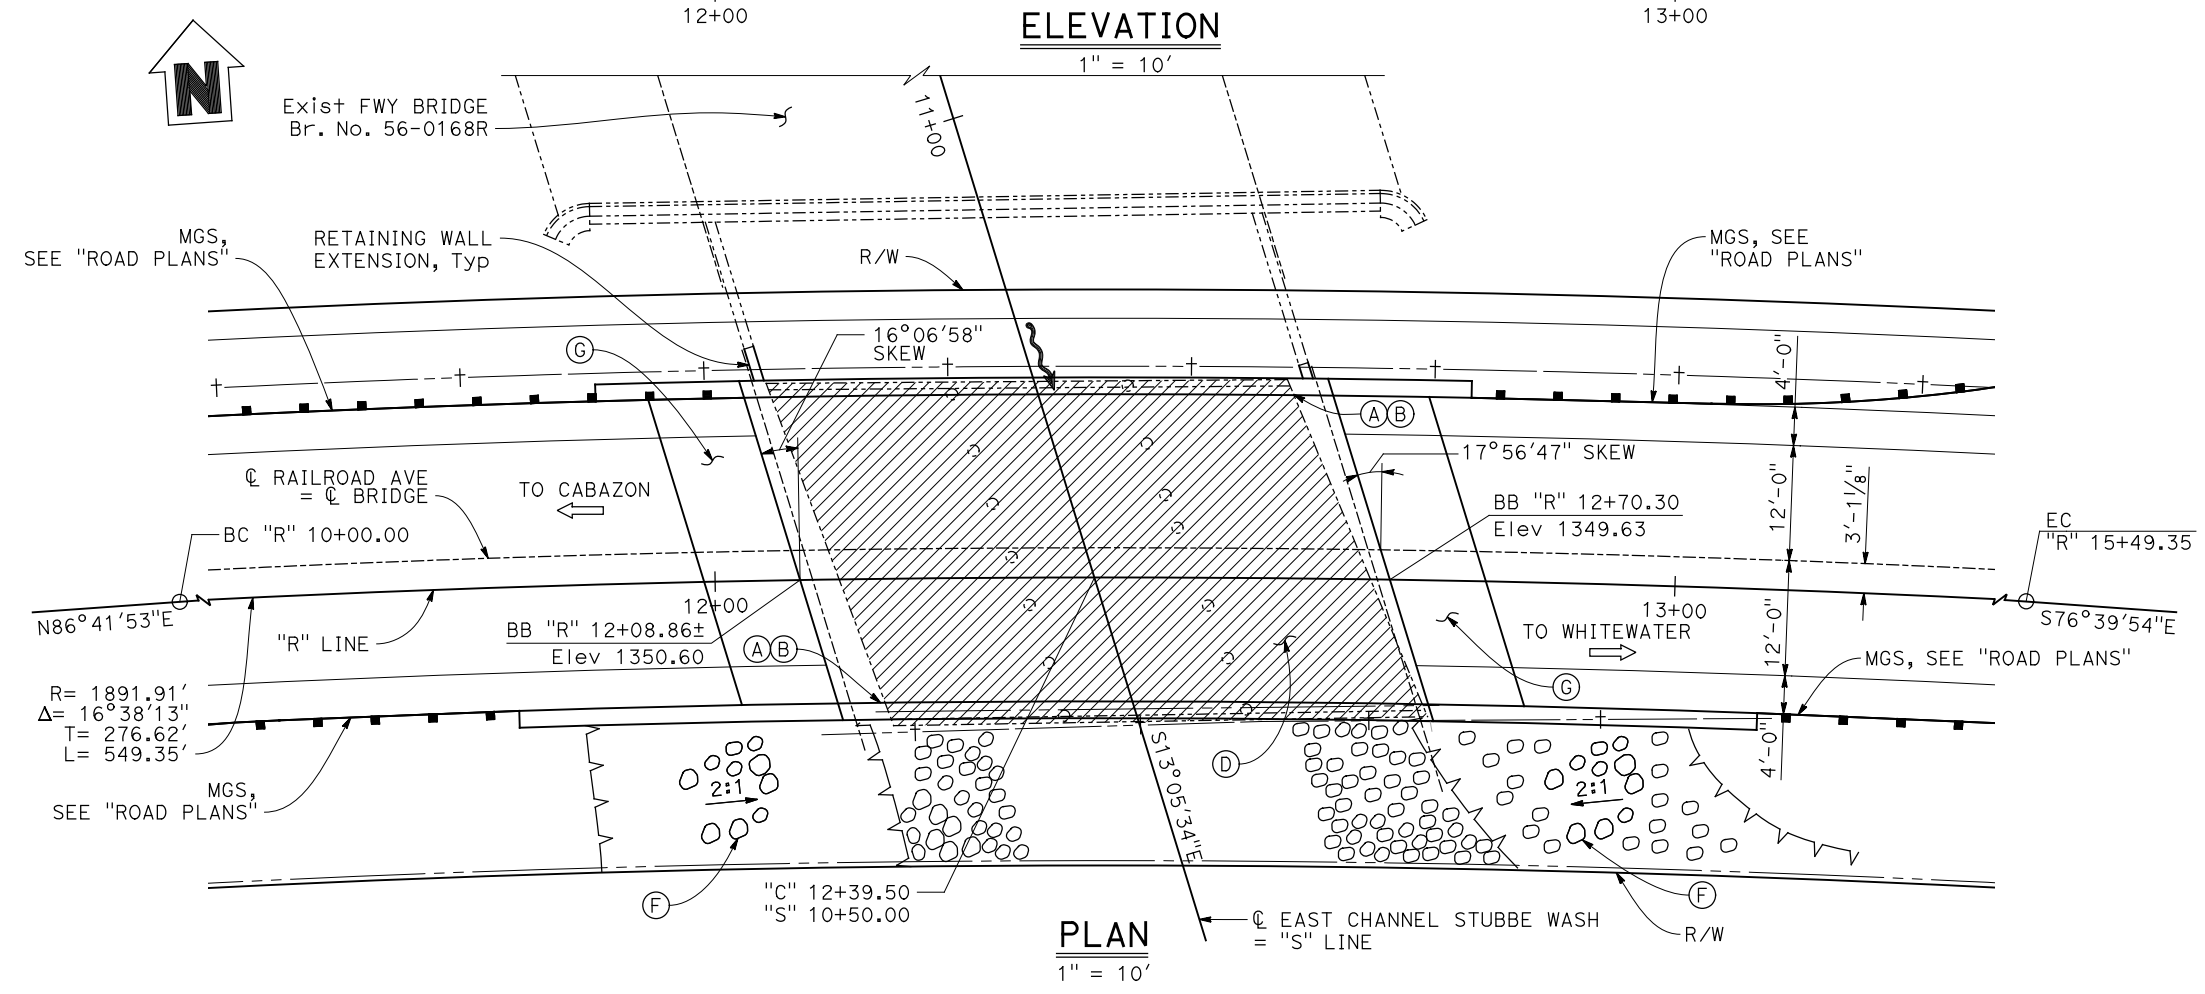 12+00
13+00
ELEVATION
1" = 10'
N
Exist FWY BRIDGE
Br. No. 56-0168R
11+00
MGS,
SEE "ROAD PLANS"
RETAINING WALL
EXTENSION, Typ
R/W
MGS, SEE
"ROAD PLANS"
16°06'58"
SKEW
G
4'-0"
A B
17°56'47" SKEW
℄ RAILROAD AVE
= ℄ BRIDGE
TO CABAZON
BB "R" 12+70.30
Elev 1349.63
12'-0"
3'-1 1/8"
BC "R" 10+00.00
EC
"R" 15+49.35
N86°41'53"E
12+00
13+00
S76°39'54"E
"R" LINE
BB "R" 12+08.86±
Elev 1350.60
A B
TO WHITEWATER
12'-0"
MGS, SEE "ROAD PLANS"
G
R= 1891.91'
Δ= 16°38'13"
T= 276.62'
L= 549.35'
4'-0"
D
S13°05'34"E
MGS,
SEE "ROAD PLANS"
2:1
2:1
F
"C" 12+39.50
"S" 10+50.00
F
℄ EAST CHANNEL STUBBE WASH
= "S" LINE
R/W
PLAN
1" = 10'